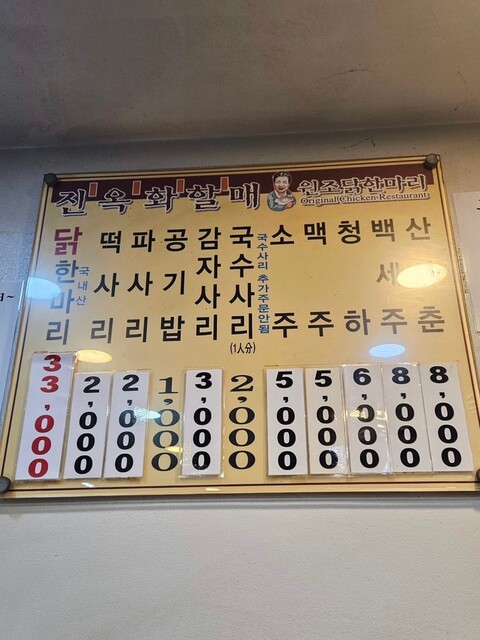 진옥화할매 원조닭한마리
Original Chicken Restaurant
닭한마리 국내산 33,000
떡사리 2,000
파사리 2,000
공기밥 1,000
감자사리 3,000
국수사리 (1人分) 2,000
국수사리 추가주문안됨
소주 5,000
맥주 5,000
청하 6,000
백세주 8,000
산춘 8,000